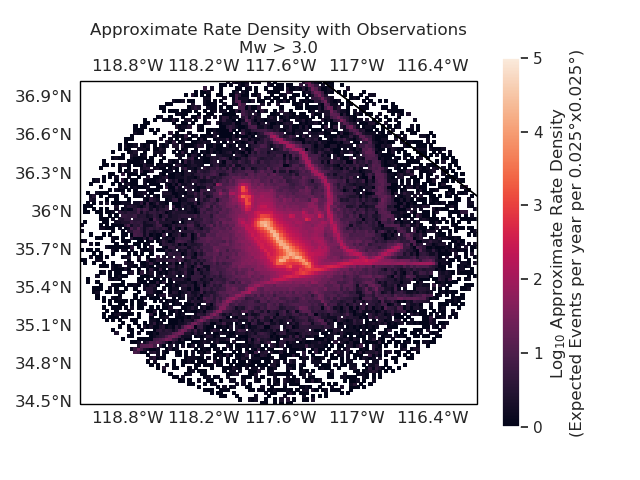 Approximate Rate Density with Observations
Mw > 3.0
118.8°W 118.2°W 117.6°W 117°W 116.4°W
36.9°N
36.6°N
36.3°N
36°N
35.7°N
35.4°N
35.1°N
34.8°N
34.5°N
118.8°W 118.2°W 117.6°W 117°W 116.4°W
5
4
3
2
1
0
Log₁₀ Approximate Rate Density
(Expected Events per year per 0.025°x0.025°)